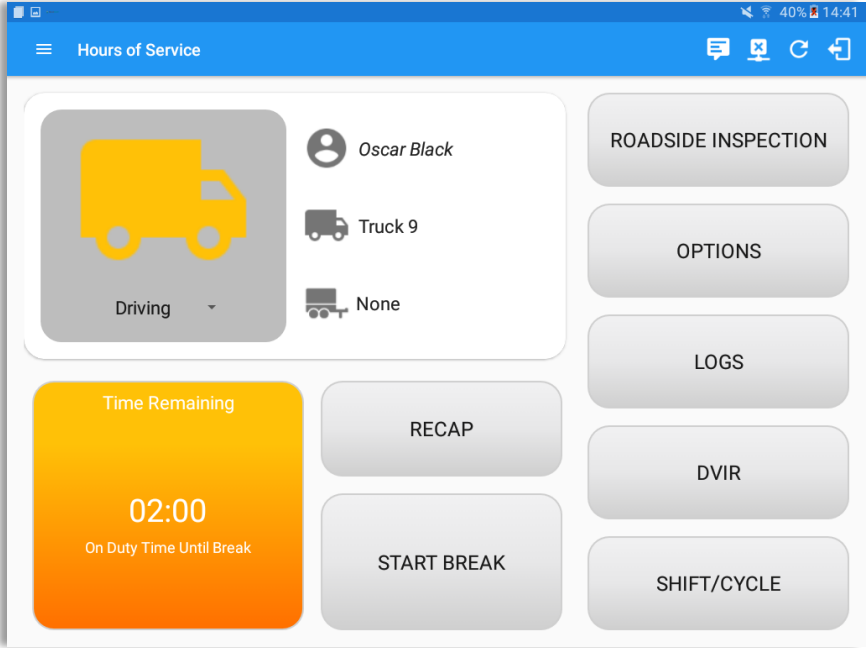 40% 14:41
Hours of Service
Oscar Black
Truck 9
None
Driving
Time Remaining
02:00
On Duty Time Until Break
RECAP
START BREAK
ROADSIDE INSPECTION
OPTIONS
LOGS
DVIR
SHIFT/CYCLE